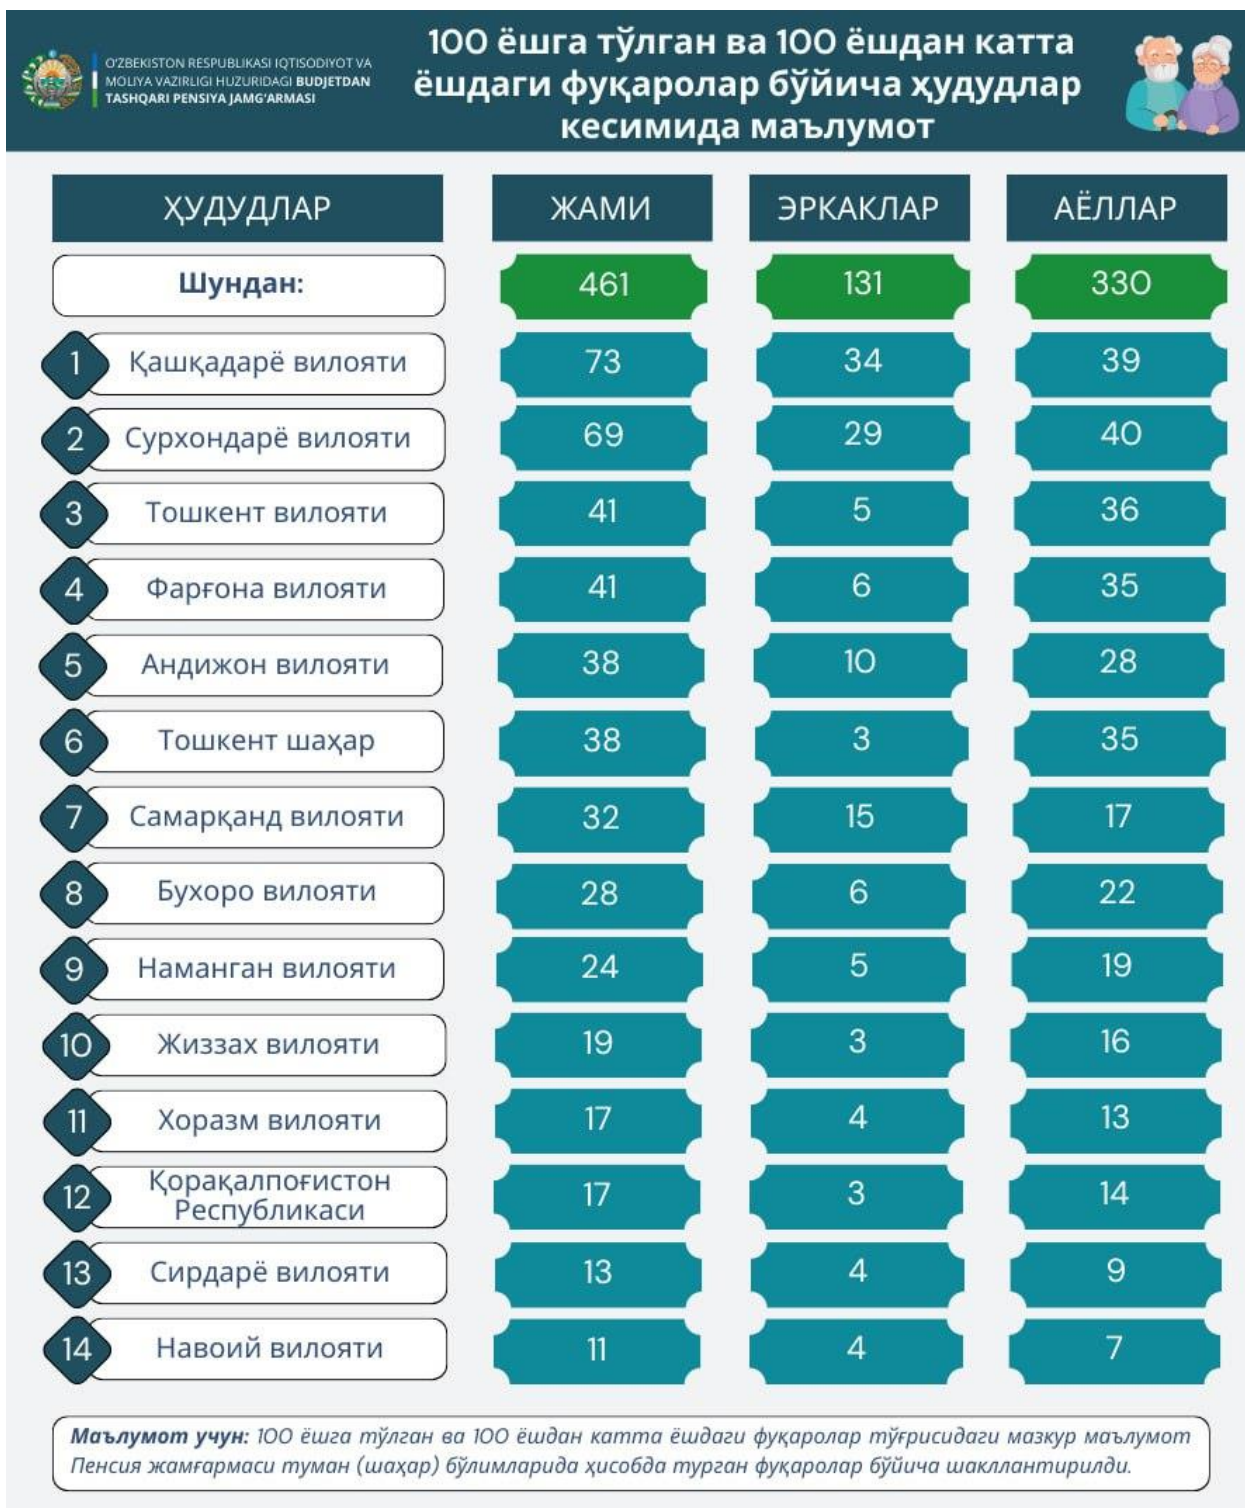 O'ZBEKISTON RESPUBLIKASI IQTISODIYOT VA
MOLIYA VAZIRLIGI HUZURIDAGI BUDJETDAN
TASHQARI PENSIYA JAMG'ARMASI
100 ёшга тўлган ва 100 ёшдан катта
ёшдаги фуқаролар бўйича ҳудудлар
кесимида маълумот
ҲУДУДЛАР ЖАМИ ЭРКАКЛАР АЁЛЛАР
Шундан: 461 131 330
1 Қашқадарё вилояти 73 34 39
2 Сурхондарё вилояти 69 29 40
3 Тошкент вилояти 41 5 36
4 Фарғона вилояти 41 6 35
5 Андижон вилояти 38 10 28
6 Тошкент шаҳар 38 3 35
7 Самарқанд вилояти 32 15 17
8 Бухоро вилояти 28 6 22
9 Наманган вилояти 24 5 19
10 Жиззах вилояти 19 3 16
11 Хоразм вилояти 17 4 13
12 Қорақалпоғистон
Республикаси 17 3 14
13 Сирдарё вилояти 13 4 9
14 Навоий вилояти 11 4 7
Маълумот учун: 100 ёшга тўлган ва 100 ёшдан катта ёшдаги фуқаролар тўғрисидаги мазкур маълумот
Пенсия жамғармаси туман (шаҳар) бўлимларида ҳисобда турган фуқаролар бўйича шакллантирилди.